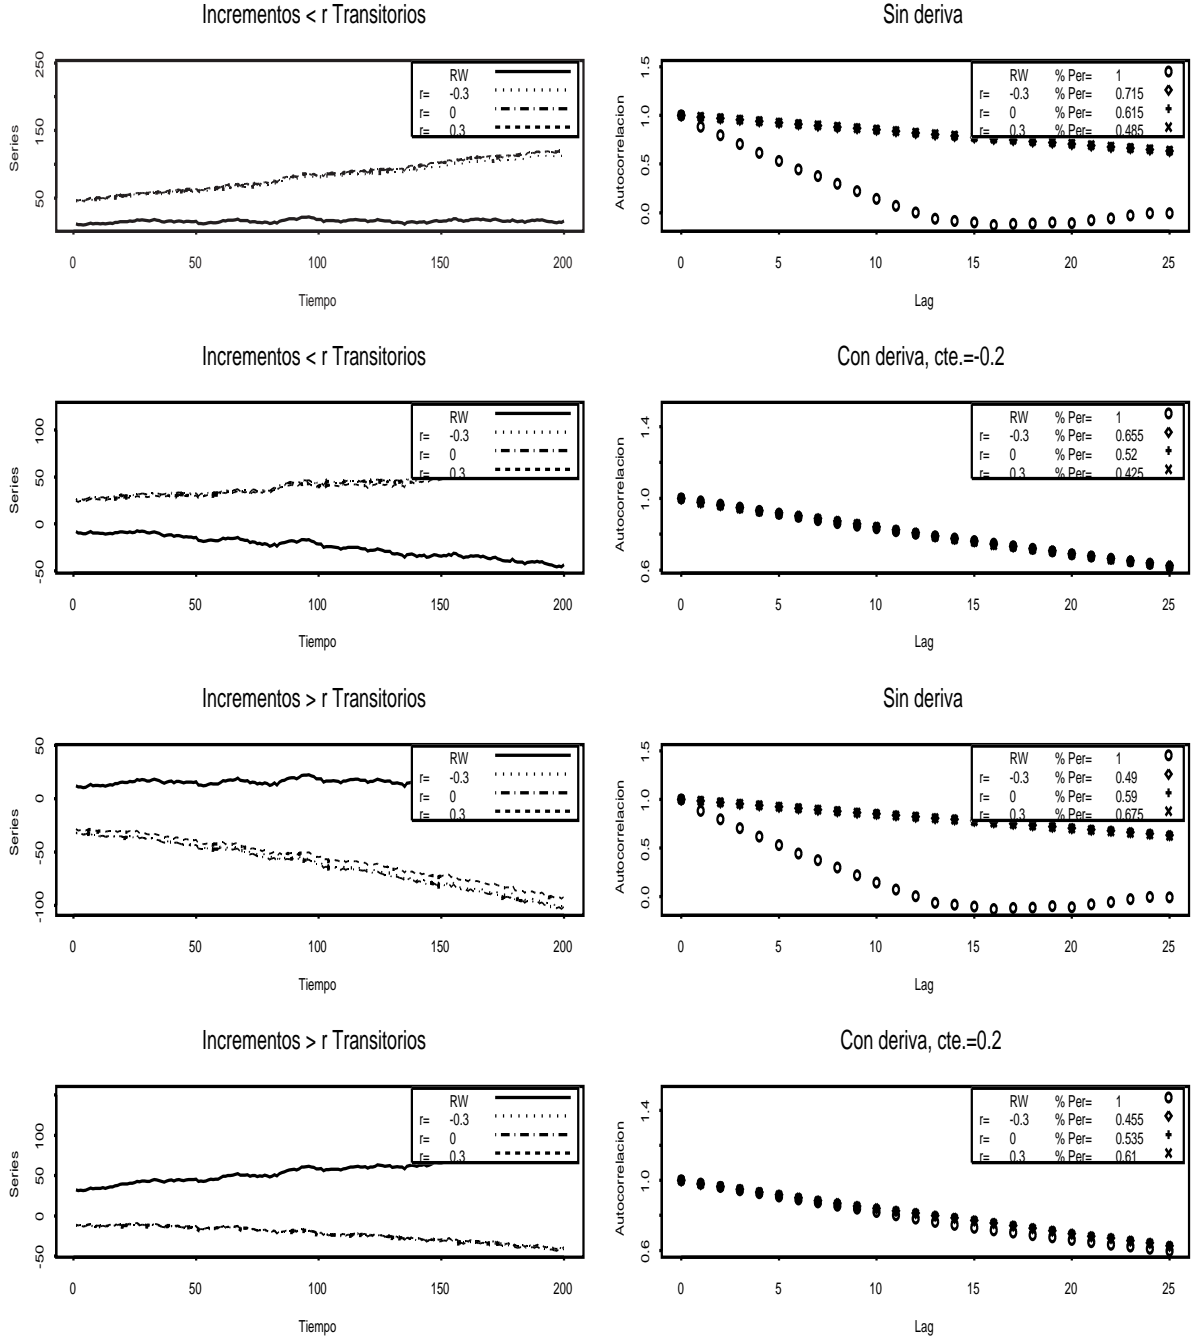 Incrementos < r Transitorios
Series
50
150
250
RW
r= -0.3
r= 0
r= 0.3
0 50 100 150 200
Tiempo
Sin deriva
Autocorrelacion
0.0 0.5 1.0 1.5
RW % Per= 1
r= -0.3 % Per= 0.715
r= 0 % Per= 0.615
r= 0.3 % Per= 0.485
0 5 10 15 20 25
Lag
Incrementos < r Transitorios
Series
-50 0 50 100
RW
r= -0.3
r= 0
r= 0.3
0 50 100 150 200
Tiempo
Con deriva, cte.=-0.2
Autocorrelacion
0.6 1.0 1.4
RW % Per= 1
r= -0.3 % Per= 0.655
r= 0 % Per= 0.52
r= 0.3 % Per= 0.425
0 5 10 15 20 25
Lag
Incrementos > r Transitorios
Series
-100 -50 0 50
RW
r= -0.3
r= 0
r= 0.3
0 50 100 150 200
Tiempo
Sin deriva
Autocorrelacion
0.0 0.5 1.0 1.5
RW % Per= 1
r= -0.3 % Per= 0.49
r= 0 % Per= 0.59
r= 0.3 % Per= 0.675
0 5 10 15 20 25
Lag
Incrementos > r Transitorios
Series
-50 0 50 100
RW
r= -0.3
r= 0
r= 0.3
0 50 100 150 200
Tiempo
Con deriva, cte.=0.2
Autocorrelacion
0.6 1.0 1.4
RW % Per= 1
r= -0.3 % Per= 0.455
r= 0 % Per= 0.535
r= 0.3 % Per= 0.61
0 5 10 15 20 25
Lag